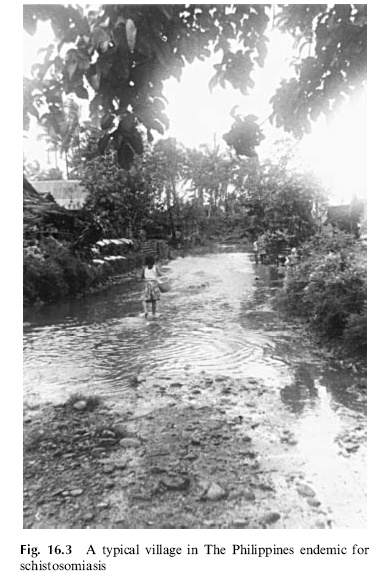 Fig. 16.3 A typical village in The Philippines endemic for
schistosomiasis